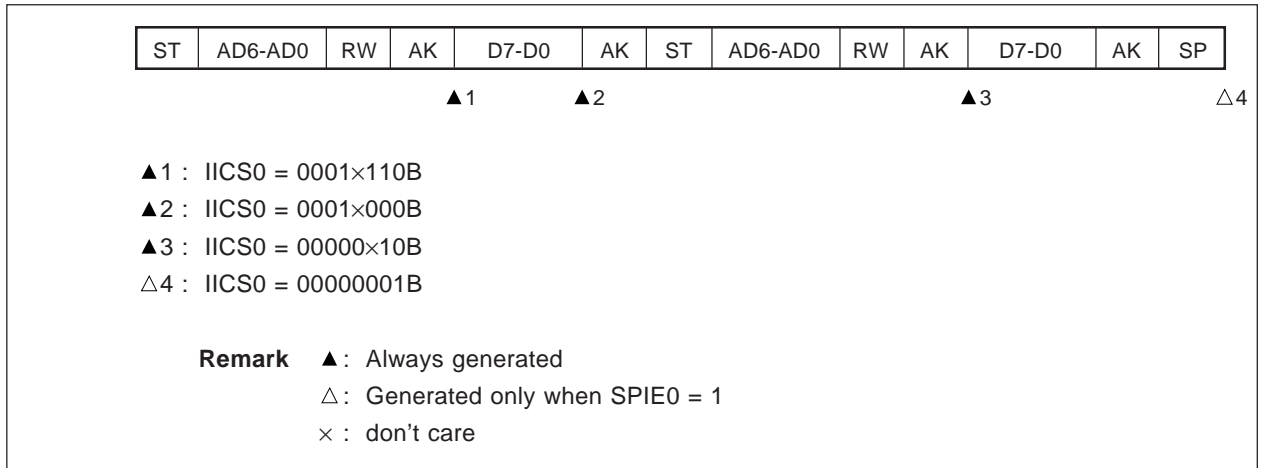 ST AD6-AD0 RW AK D7-D0 AK ST AD6-AD0 RW AK D7-D0 AK SP
▲1 ▲2 ▲3 △4
▲1 : IICS0 = 0001×110B
▲2 : IICS0 = 0001×000B
▲3 : IICS0 = 00000×10B
△4 : IICS0 = 00000001B
Remark ▲: Always generated
△: Generated only when SPIE0 = 1
× : don't care